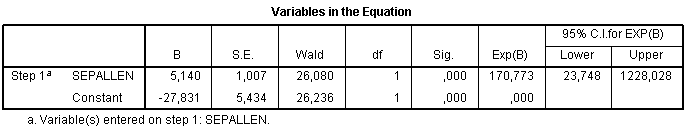 Variables in the Equation
95% C.I.for EXP(B)
B S.E. Wald df Sig. Exp(B) Lower Upper
Step 1a SEPALLEN 5,140 1,007 26,080 1 ,000 170,773 23,748 1228,028
Constant -27,831 5,434 26,236 1 ,000 ,000
a. Variable(s) entered on step 1: SEPALLEN.